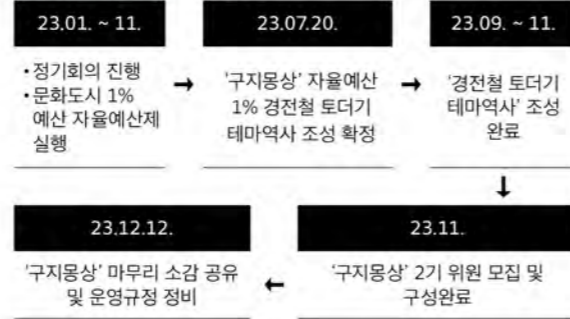 23.01. ~ 11.
• 정기회의 진행
• 문화도시 1%
예산 자율예산제
실행
23.07.20.
'구지몽상' 자율예산
1% 경전철 토더기
테마역사 조성 확정
23.09. ~ 11.
'경전철 토더기
테마역사' 조성
완료
23.11.
'구지몽상' 2기 위원 모집 및
구성완료
23.12.12.
'구지몽상' 마무리 소감 공유
및 운영규정 정비